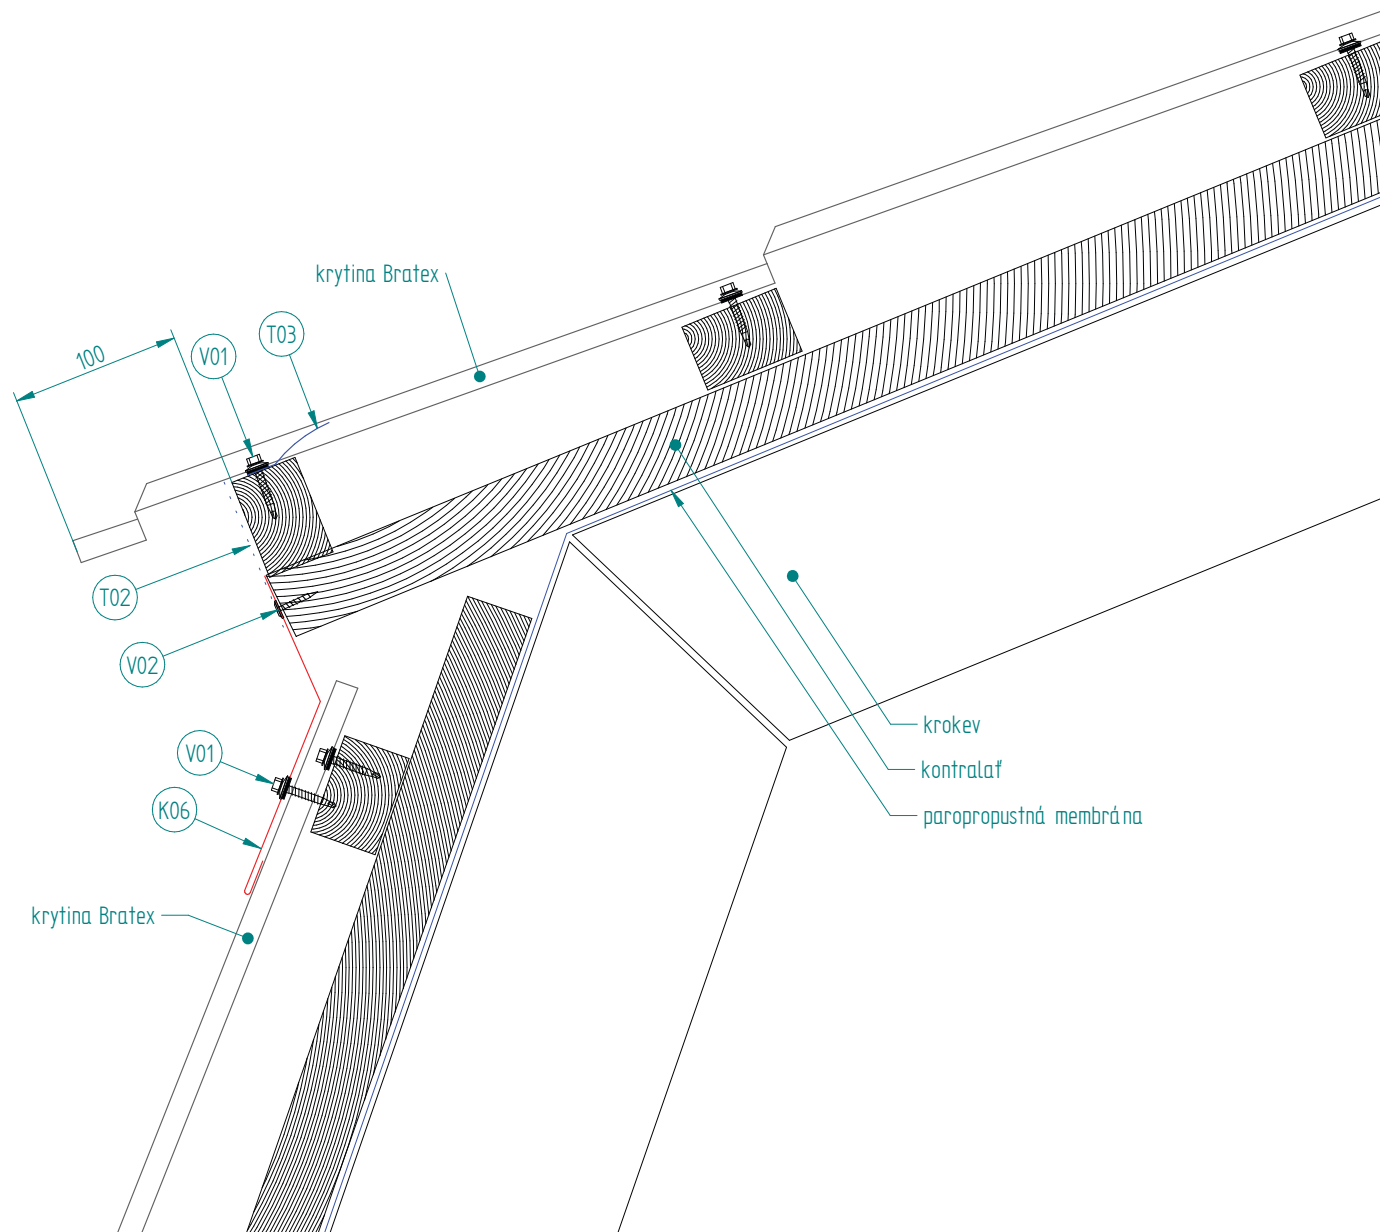 krytina Bratex
T03
V01
100
T02
V02
krokev
V01
kontralať
K06
paropropustná membrána
krytina Bratex